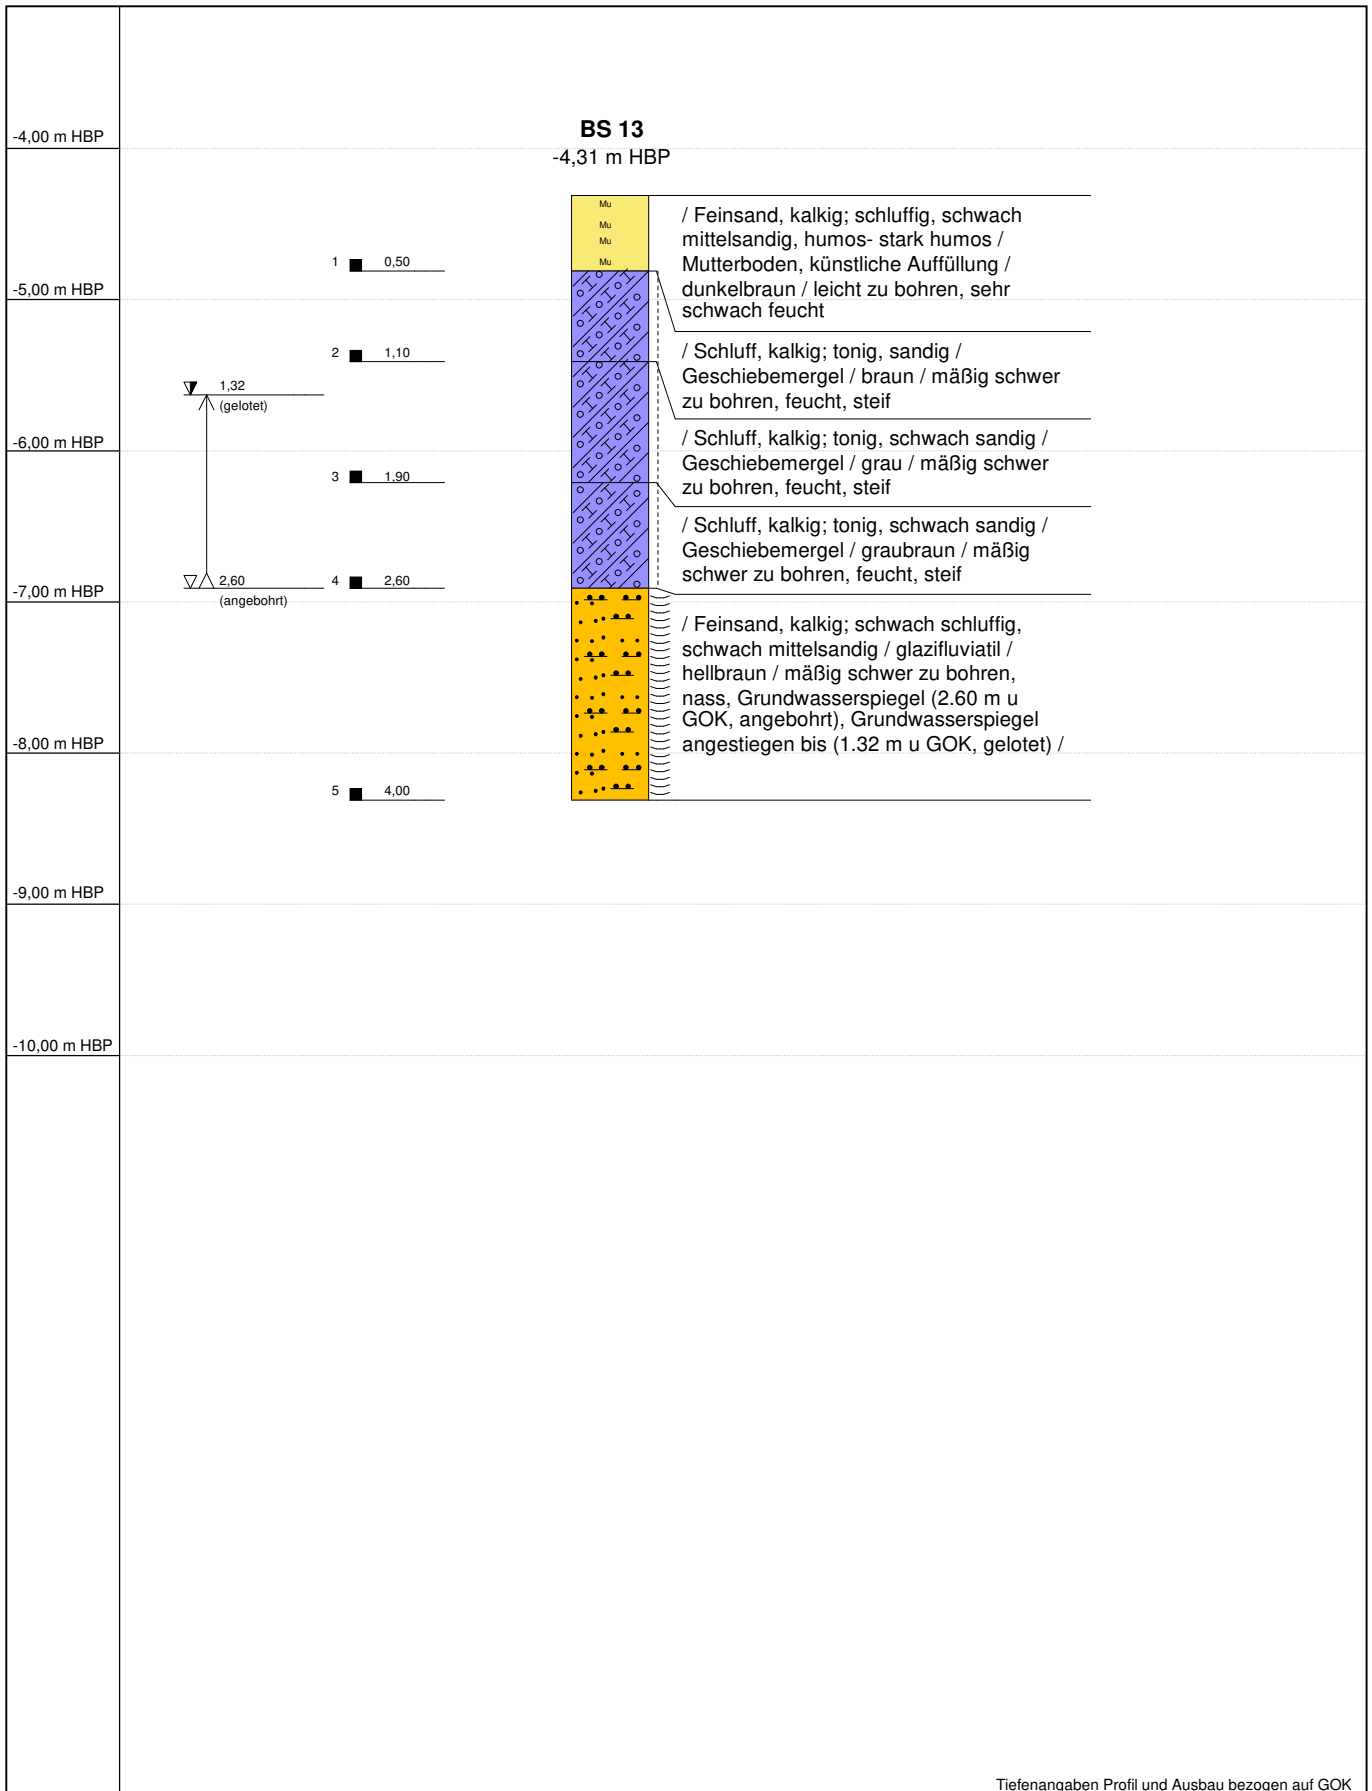 BS 13
-4,31 m HBP
-4,00 m HBP
-5,00 m HBP
-6,00 m HBP
-7,00 m HBP
-8,00 m HBP
-9,00 m HBP
-10,00 m HBP
1,32
(gelotet)
2,60
(angebohrt)
1 0,50
2 1,10
3 1,90
4 2,60
5 4,00
Mu
Mu
Mu
Mu
/ Feinsand, kalkig; schluffig, schwach
mittelsandig, humos- stark humos /
Mutterboden, künstliche Auffüllung /
dunkelbraun / leicht zu bohren, sehr
schwach feucht
/ Schluff, kalkig; tonig, sandig /
Geschiebemergel / braun / mäßig schwer
zu bohren, feucht, steif
/ Schluff, kalkig; tonig, schwach sandig /
Geschiebemergel / grau / mäßig schwer
zu bohren, feucht, steif
/ Schluff, kalkig; tonig, schwach sandig /
Geschiebemergel / graubraun / mäßig
schwer zu bohren, feucht, steif
/ Feinsand, kalkig; schwach schluffig,
schwach mittelsandig / glazifluviatil /
hellbraun / mäßig schwer zu bohren,
nass, Grundwasserspiegel (2.60 m u
GOK, angebohrt), Grundwasserspiegel
angestiegen bis (1.32 m u GOK, gelotet) /
Tiefenangaben Profil und Ausbau bezogen auf GOK